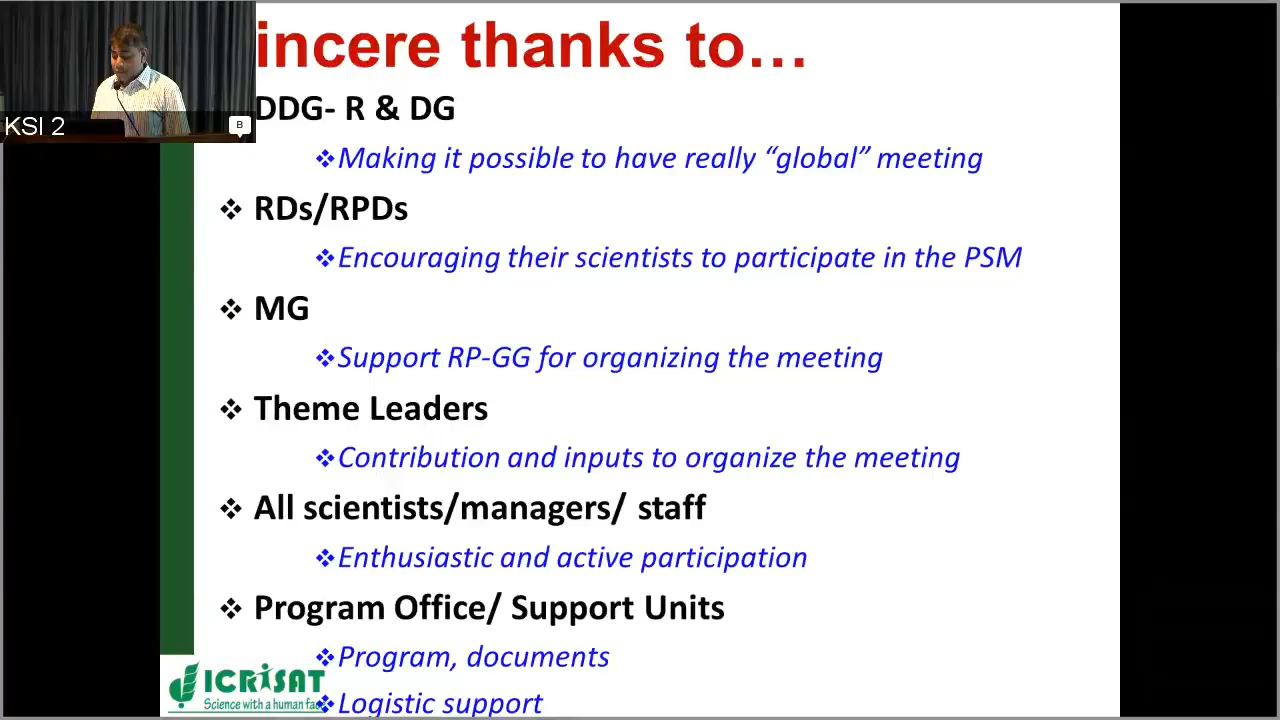 incere thanks to…
DDG- R & DG
Making it possible to have really “global” meeting
RDs/RPDs
Encouraging their scientists to participate in the PSM
MG
Support RP-GG for organizing the meeting
Theme Leaders
Contribution and inputs to organize the meeting
All scientists/managers/ staff
Enthusiastic and active participation
Program Office/ Support Units
Program, documents
Logistic support
KSI 2
B
ICRISAT
Science with a human